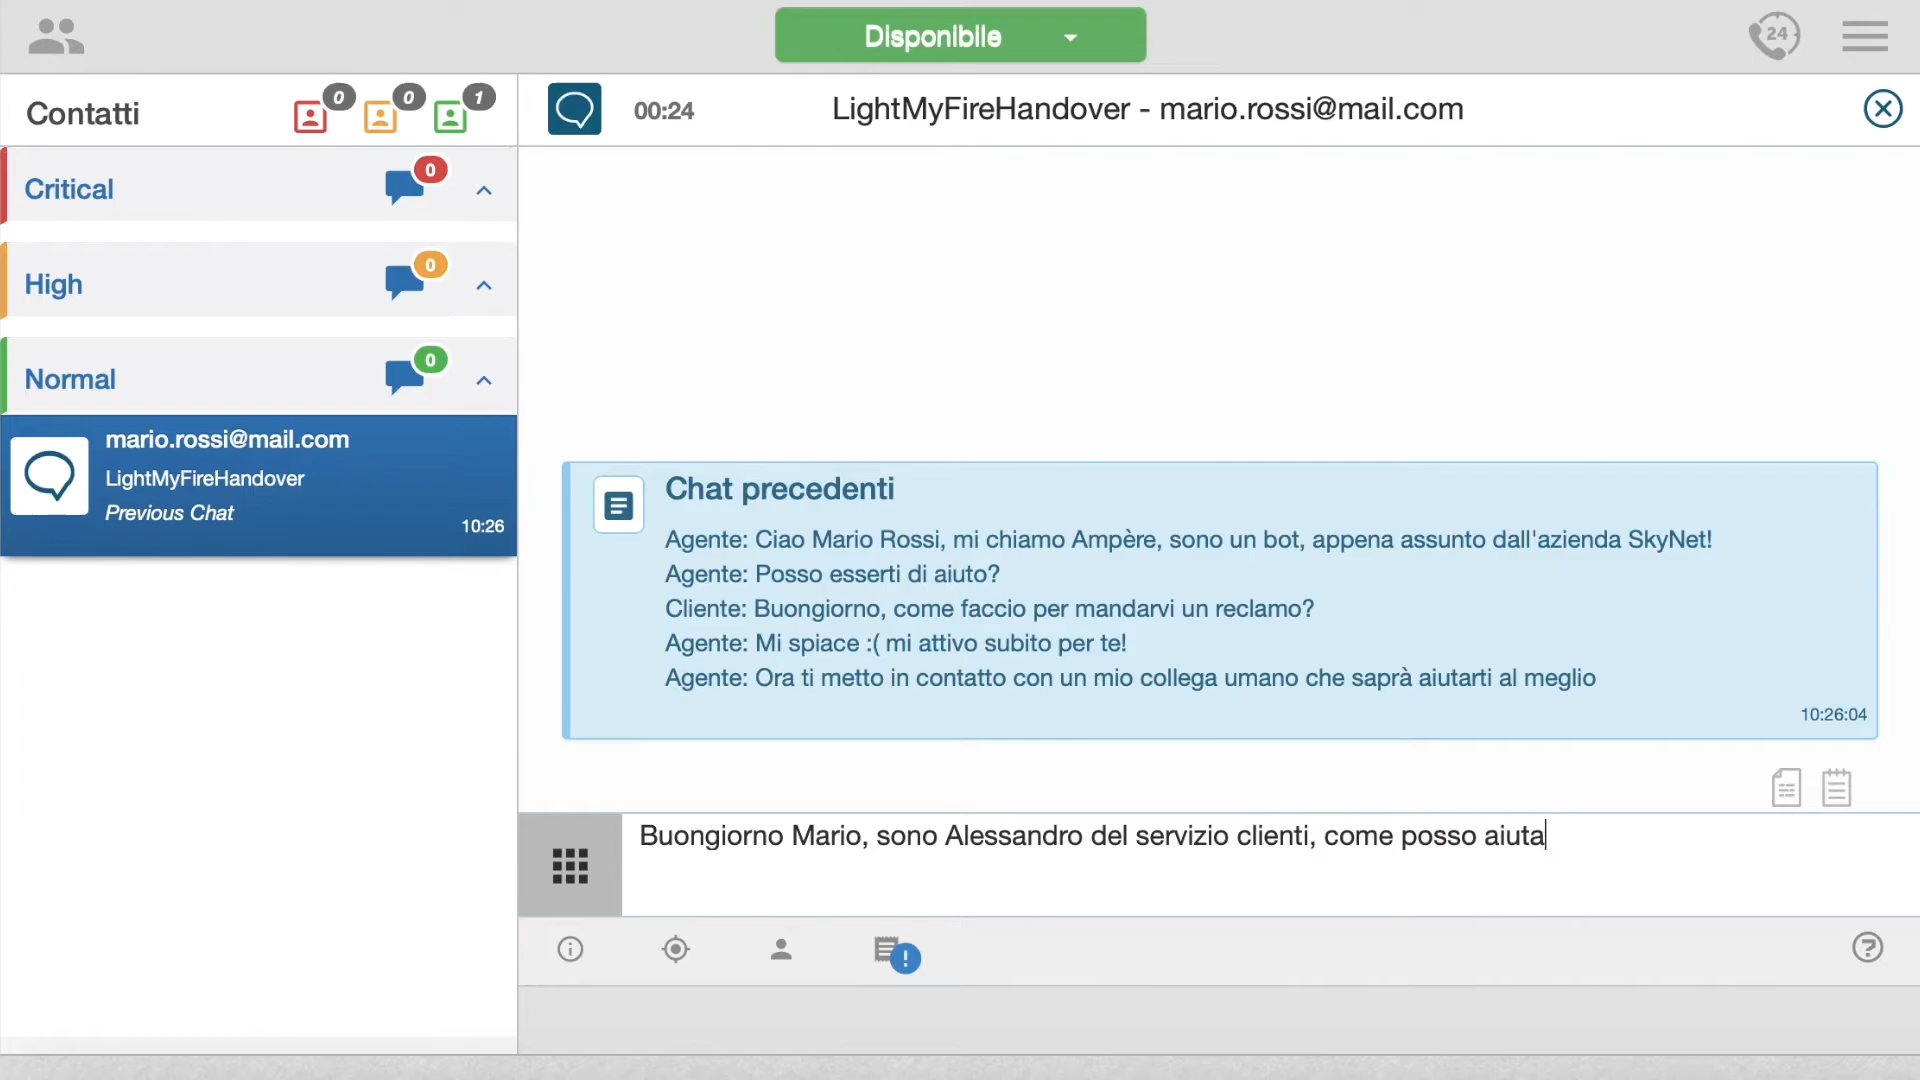 Disponibile
24
Contatti
0
0
1
00:24
LightMyFireHandover - mario.rossi@mail.com
Critical
0
High
0
Normal
0
mario.rossi@mail.com
LightMyFireHandover
Previous Chat
10:26
Chat precedenti
Agente: Ciao Mario Rossi, mi chiamo Ampère, sono un bot, appena assunto dall'azienda SkyNet!
Agente: Posso esserti di aiuto?
Cliente: Buongiorno, come faccio per mandarvi un reclamo?
Agente: Mi spiace :( mi attivo subito per te!
Agente: Ora ti metto in contatto con un mio collega umano che saprà aiutarti al meglio
10:26:04
Buongiorno Mario, sono Alessandro del servizio clienti, come posso aiuta